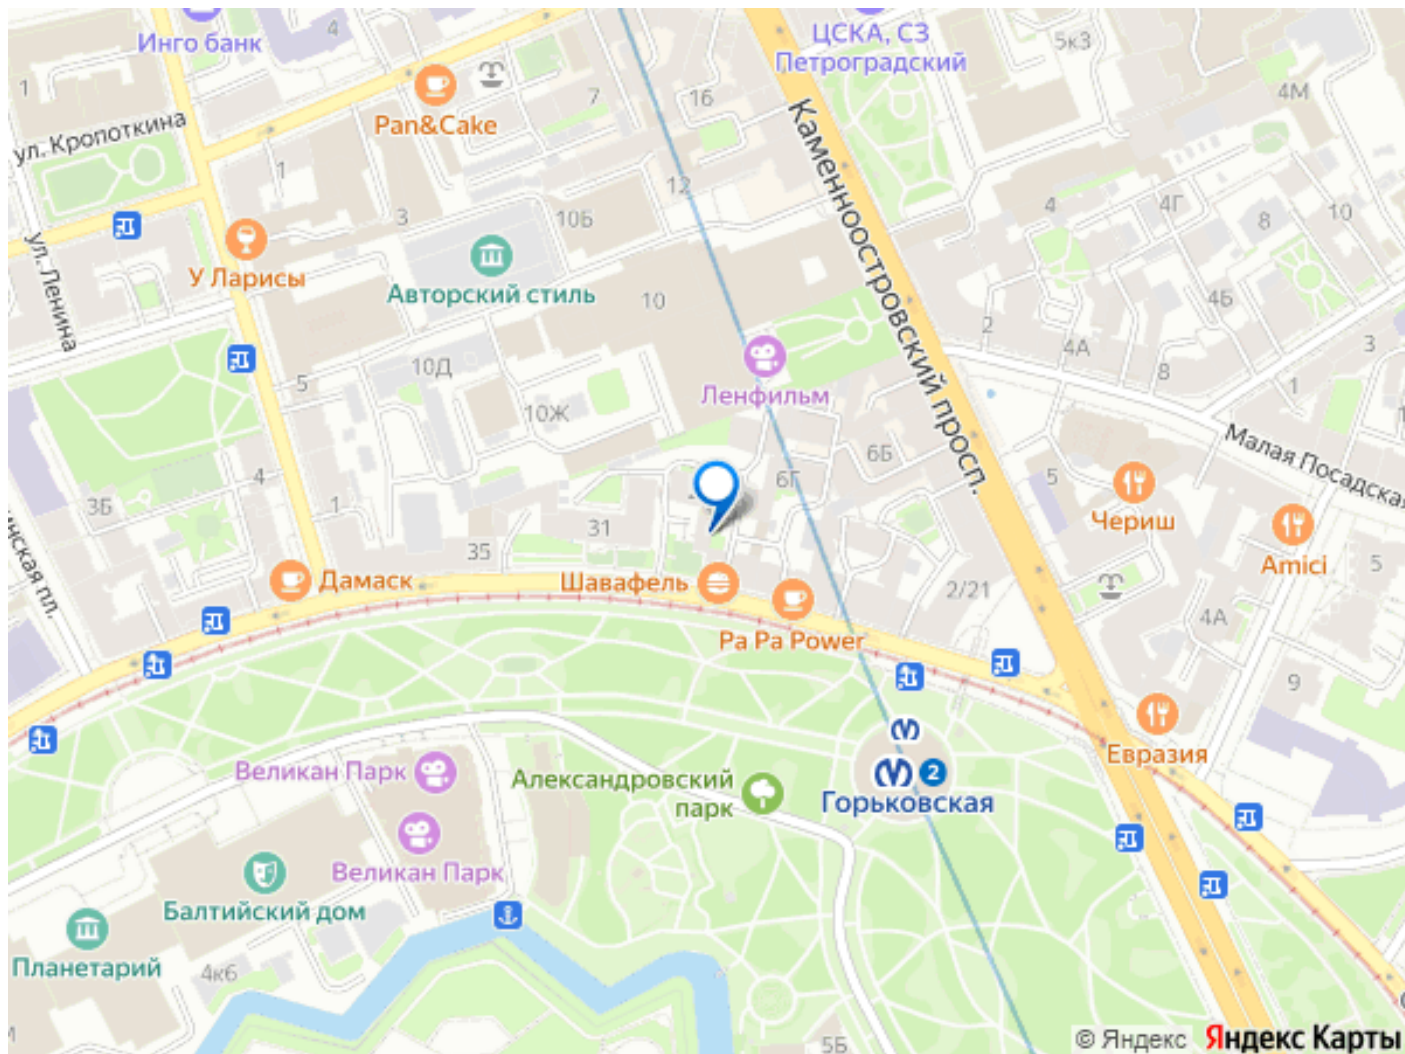 Инго банк
4
ЦСКА, СЗ
Петроградский
5к3
1
Pan&Cake
7
16
4М
ул. Кропоткина
Каменноостровский просп.
1
12
3
10Б
4
4Г
8
10
ул. Ленина
У Ларисы
Авторский стиль
10
4Б
2
4А
3
5
10Д
8
1
Ленфильм
10Ж
Малая Посадская
6Б
4
6Г
5
3Б
1
31
Чериш
35
Amici
5
нская пл.
Дамаск
Шавафель
2/21
4А
Pa Pa Power
9
Евразия
Великан Парк
Александровский
парк
2
Горьковская
Великан Парк
Балтийский дом
Планетарий
4к6
5Б
© Яндекс Яндекс Карты